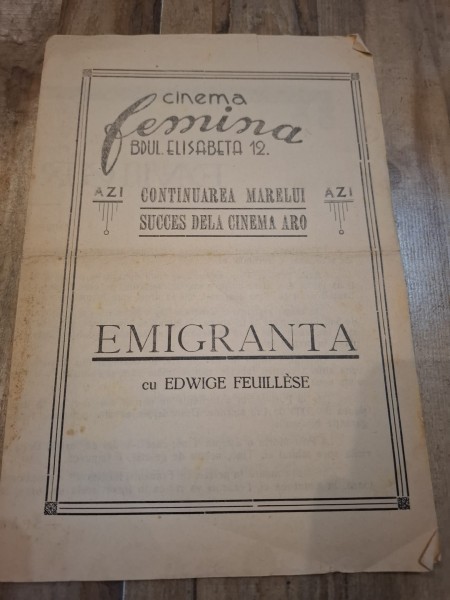 cinema
femina
BDUL. ELISABETA 12.
AZI CONTINUAREA MARELUI AZI
SUCCES DELA CINEMA ARO
EMIGRANTA
cu EDWIGE FEUILLÈSE